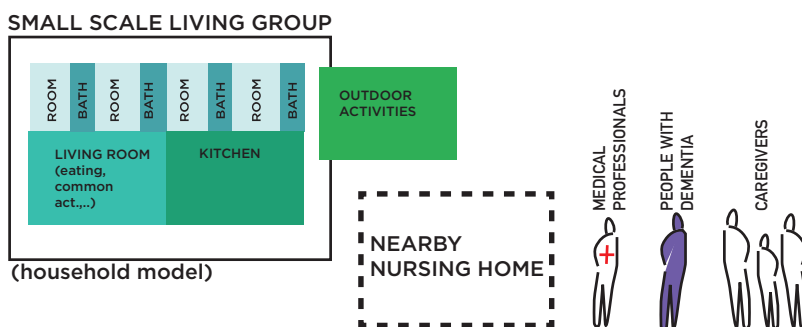 SMALL SCALE LIVING GROUP
ROOM
BATH
ROOM
BATH
ROOM
BATH
ROOM
BATH
LIVING ROOM
(eating,
common
act.,..)
KITCHEN
(household model)
OUTDOOR
ACTIVITIES
NEARBY
NURSING HOME
MEDICAL
PROFESSIONALS
PEOPLE WITH
DEMENTIA
CAREGIVERS